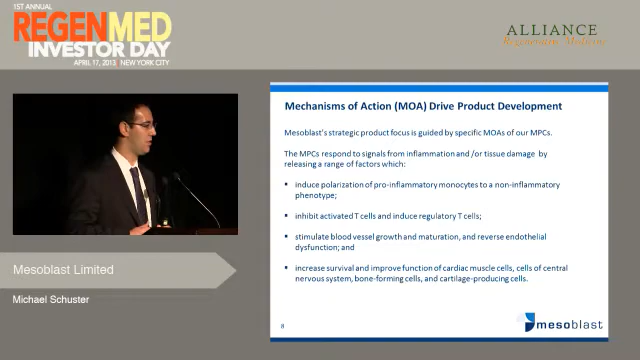 1ST ANNUAL
REGENMED
INVESTOR DAY
APRIL 17, 2013 | NEW YORK CITY
ALLIANCE
Regenerative Medicine
Mechanisms of Action (MOA) Drive Product Development
Mesoblast's strategic product focus is guided by specific MOAs of our MPCs.
The MPCs respond to signals from inflammation and /or tissue damage by
releasing a range of factors which:
▪ induce polarization of pro-inflammatory monocytes to a non-inflammatory
phenotype;
▪ inhibit activated T cells and induce regulatory T cells;
▪ stimulate blood vessel growth and maturation, and reverse endothelial
dysfunction; and
▪ increase survival and improve function of cardiac muscle cells, cells of central
nervous system, bone-forming cells, and cartilage-producing cells.
8
mesoblast
Mesoblast Limited
Michael Schuster